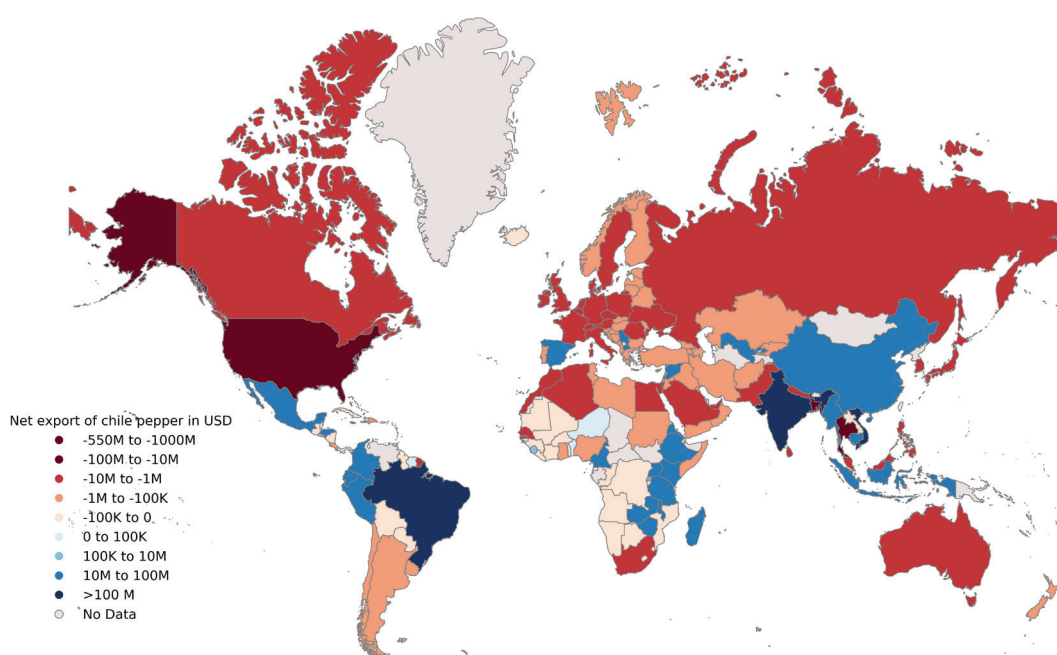 Net export of chile pepper in USD
-550M to -1000M
-100M to -10M
-10M to -1M
-1M to -100K
-100K to 0
0 to 100K
100K to 10M
10M to 100M
>100 M
No Data